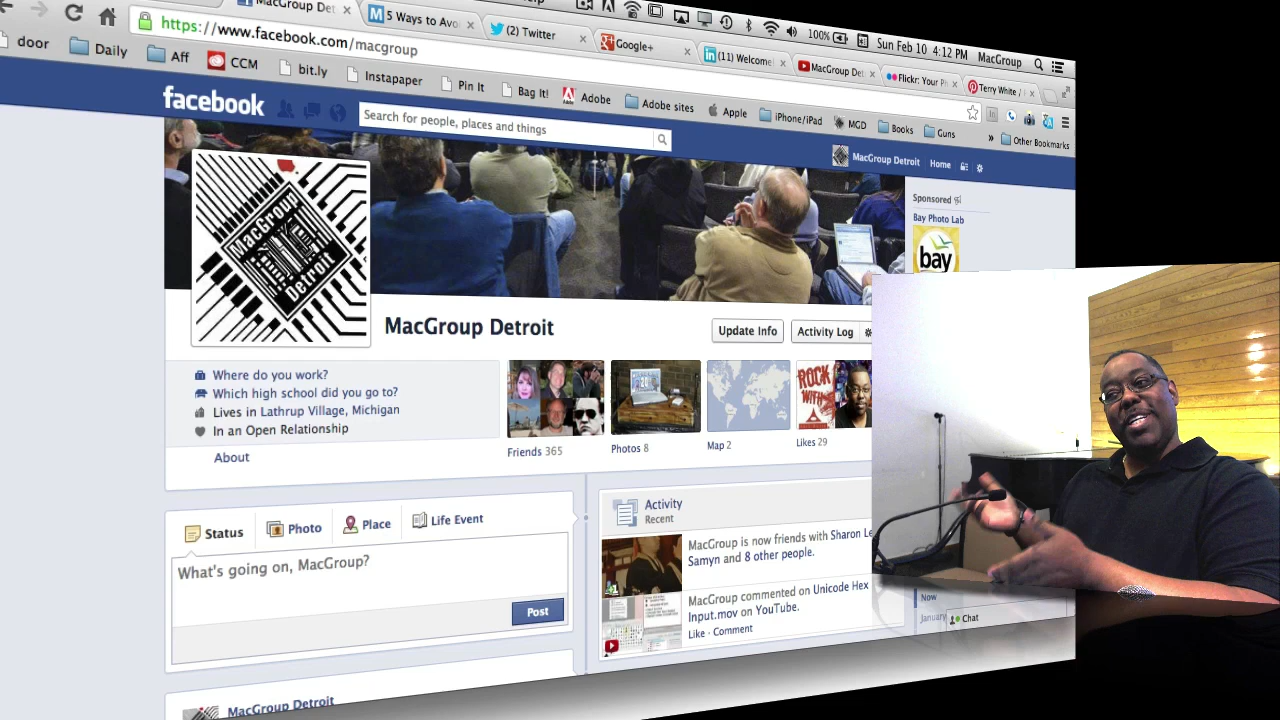 MacGroup Det
5 Ways to Avo
(2) Twitter
Google+
(11) Welcome
MacGroup Det
Flickr: Your P
Terry White /
100%
Sun Feb 10 4:12 PM
MacGroup
https://www.facebook.com/macgroup
door
Daily
Aff
CCM
bit.ly
Instapaper
Pin It
Bag It!
Adobe
Adobe sites
Apple
iPhone/iPad
MGD
Books
Guns
»
Other Bookmarks
facebook
Search for people, places and things
MacGroup Detroit
Home
Sponsored
Bay Photo Lab
bay
MacGroup
Detroit
MacGroup Detroit
Update Info
Activity Log
Where do you work?
Which high school did you go to?
Lives in Lathrup Village, Michigan
In an Open Relationship
About
Friends 365
Photos 8
Map 2
ROCK
WITH
Likes 29
Status
Photo
Place
Life Event
What's going on, MacGroup?
Post
Activity
Recent
MacGroup is now friends with Sharon Le
Samyn and 8 other people.
MacGroup commented on Unicode Hex
Input.mov on YouTube.
Like · Comment
Now
January
Chat
MacGroup Detroit